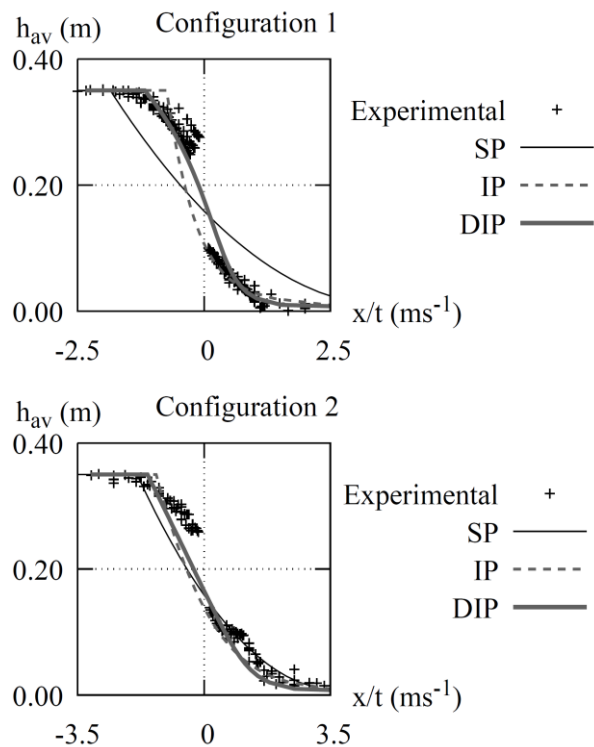 h_av (m) Configuration 1
0.40
Experimental +
SP
0.20
IP
DIP
0.00
x/t (ms⁻¹)
-2.5 0 2.5
h_av (m) Configuration 2
0.40
Experimental +
SP
0.20
IP
DIP
0.00
x/t (ms⁻¹)
-3.5 0 3.5